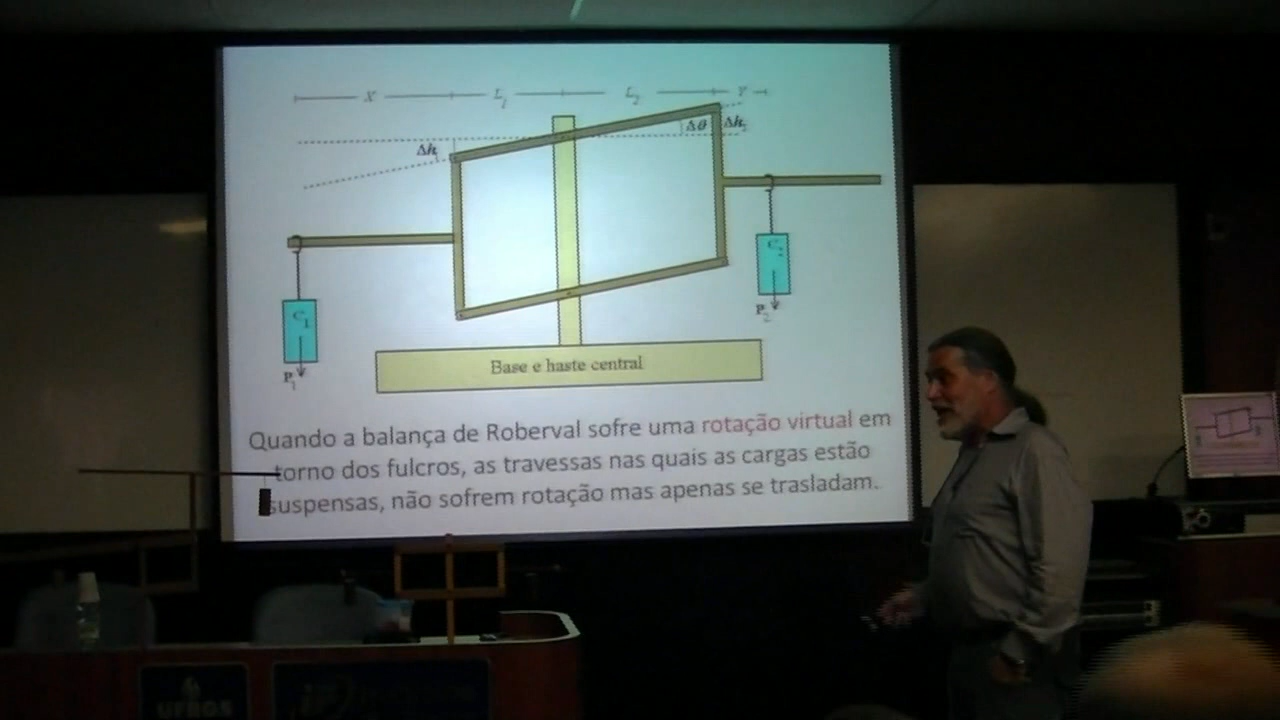 X L₁ L₂ Y
Δθ Δh₂
Δh₁
C₂
P₂
C₁
P₁
Base e haste central
Quando a balança de Roberval sofre uma rotação virtual em
torno dos fulcros, as travessas nas quais as cargas estão
suspensas, não sofrem rotação mas apenas se trasladam.
UFRGS